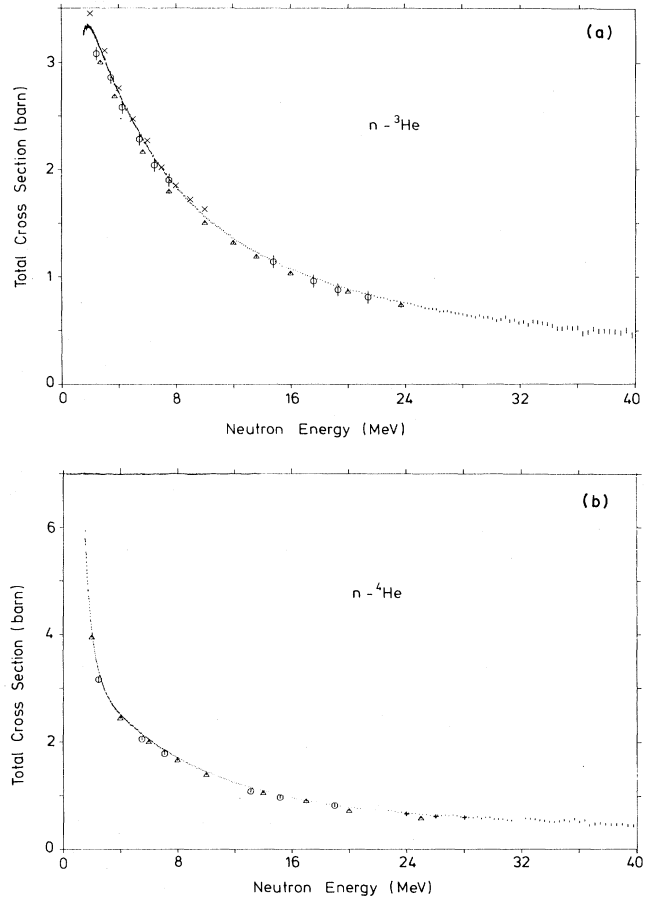 (a)
Total Cross Section (barn)
3
2
1
0
n - ³He
0 8 16 24 32 40
Neutron Energy (MeV)
(b)
Total Cross Section (barn)
6
4
2
0
n - ⁴He
0 8 16 24 32 40
Neutron Energy (MeV)